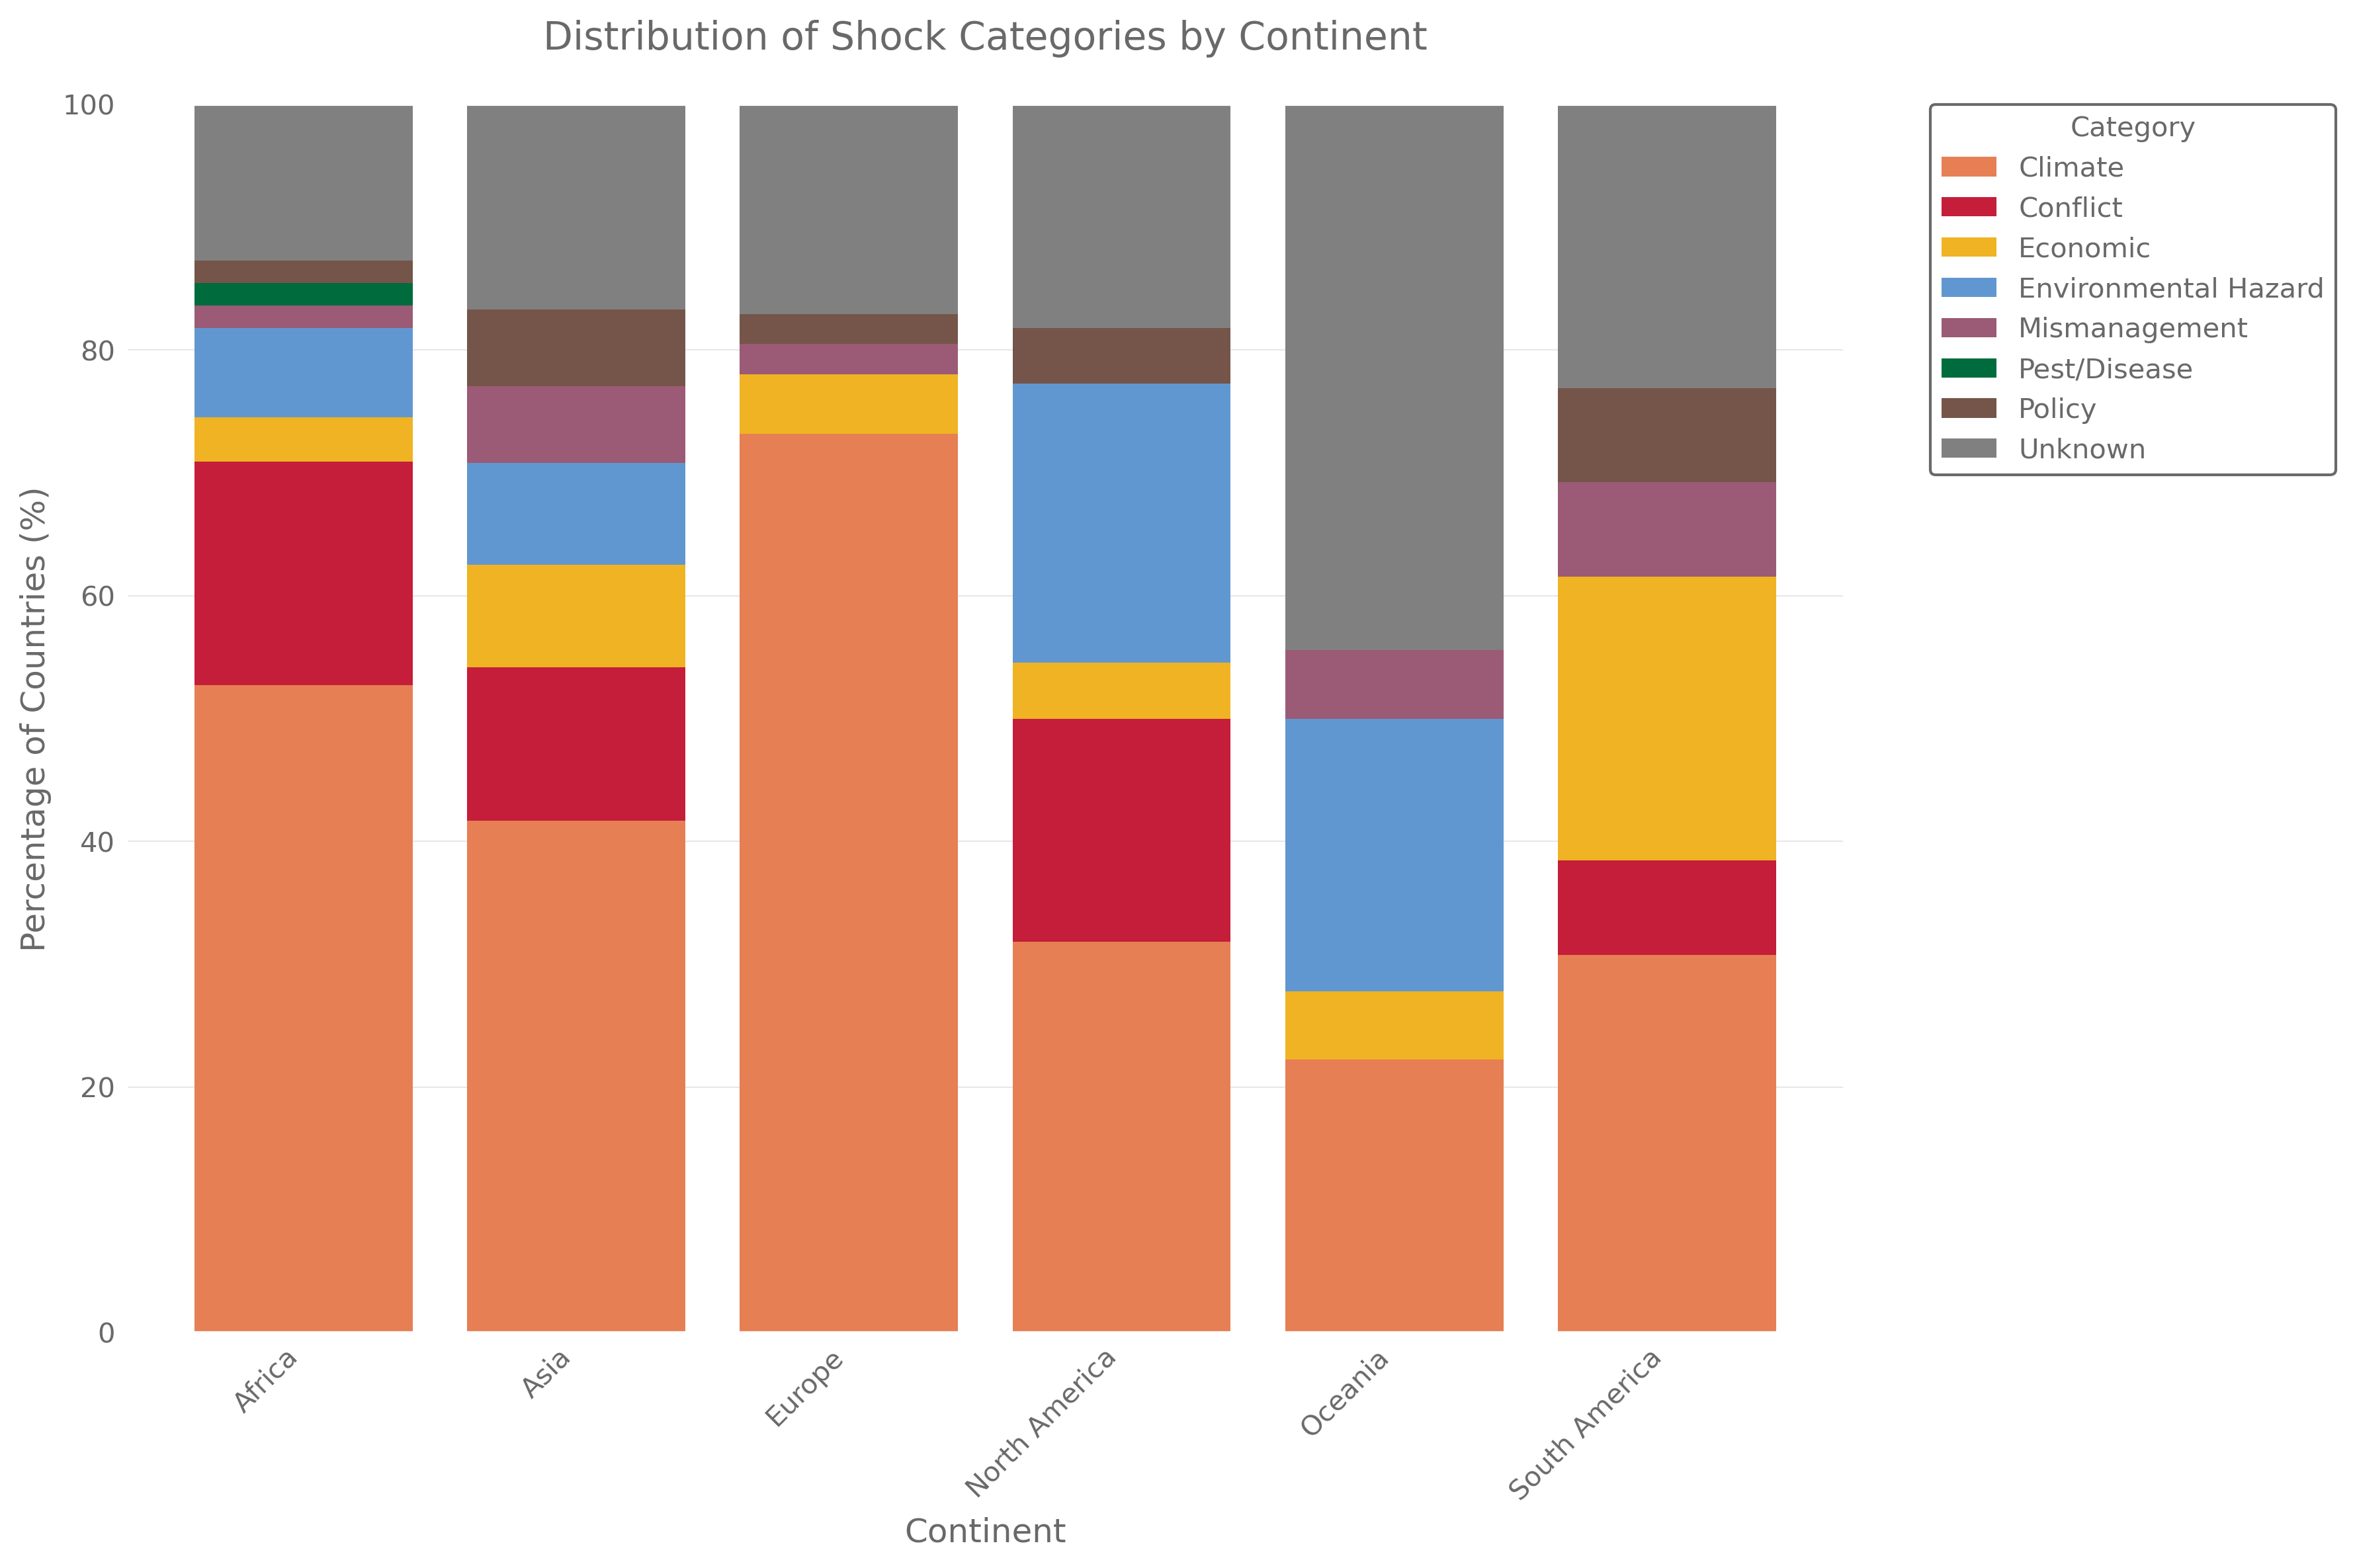 Distribution of Shock Categories by Continent
Percentage of Countries (%)
100
80
60
40
20
0
Africa
Asia
Europe
North America
Oceania
South America
Continent
Category
Climate
Conflict
Economic
Environmental Hazard
Mismanagement
Pest/Disease
Policy
Unknown